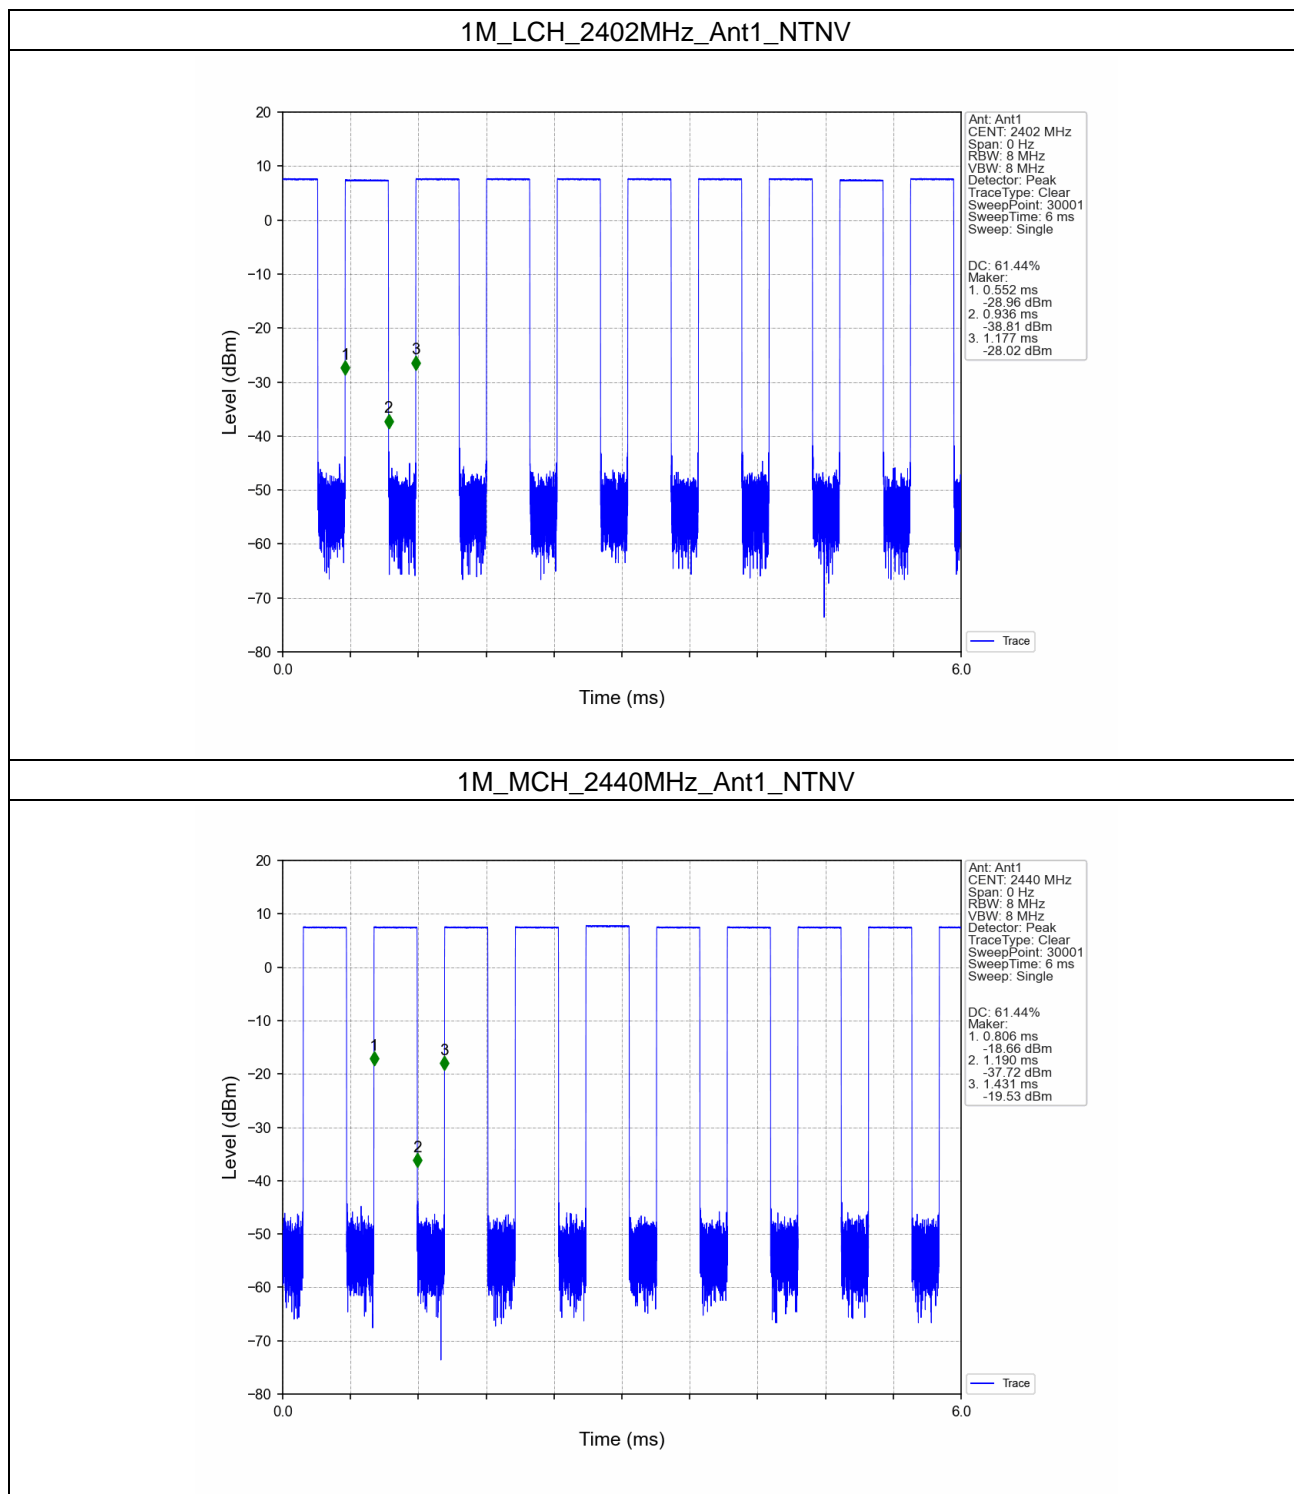 1M_LCH_2402MHz_Ant1_NTNV
20
10
0
−10
−20
−30
−40
−50
−60
−70
−80
Level (dBm)
1
2
3
0.0
6.0
Time (ms)
Ant: Ant1
CENT: 2402 MHz
Span: 0 Hz
RBW: 8 MHz
VBW: 8 MHz
Detector: Peak
TraceType: Clear
SweepPoint: 30001
SweepTime: 6 ms
Sweep: Single
DC: 61.44%
Maker:
1. 0.552 ms
-28.96 dBm
2. 0.936 ms
-38.81 dBm
3. 1.177 ms
-28.02 dBm
Trace
1M_MCH_2440MHz_Ant1_NTNV
20
10
0
−10
−20
−30
−40
−50
−60
−70
−80
Level (dBm)
1
2
3
0.0
6.0
Time (ms)
Ant: Ant1
CENT: 2440 MHz
Span: 0 Hz
RBW: 8 MHz
VBW: 8 MHz
Detector: Peak
TraceType: Clear
SweepPoint: 30001
SweepTime: 6 ms
Sweep: Single
DC: 61.44%
Maker:
1. 0.806 ms
-18.66 dBm
2. 1.190 ms
-37.72 dBm
3. 1.431 ms
-19.53 dBm
Trace